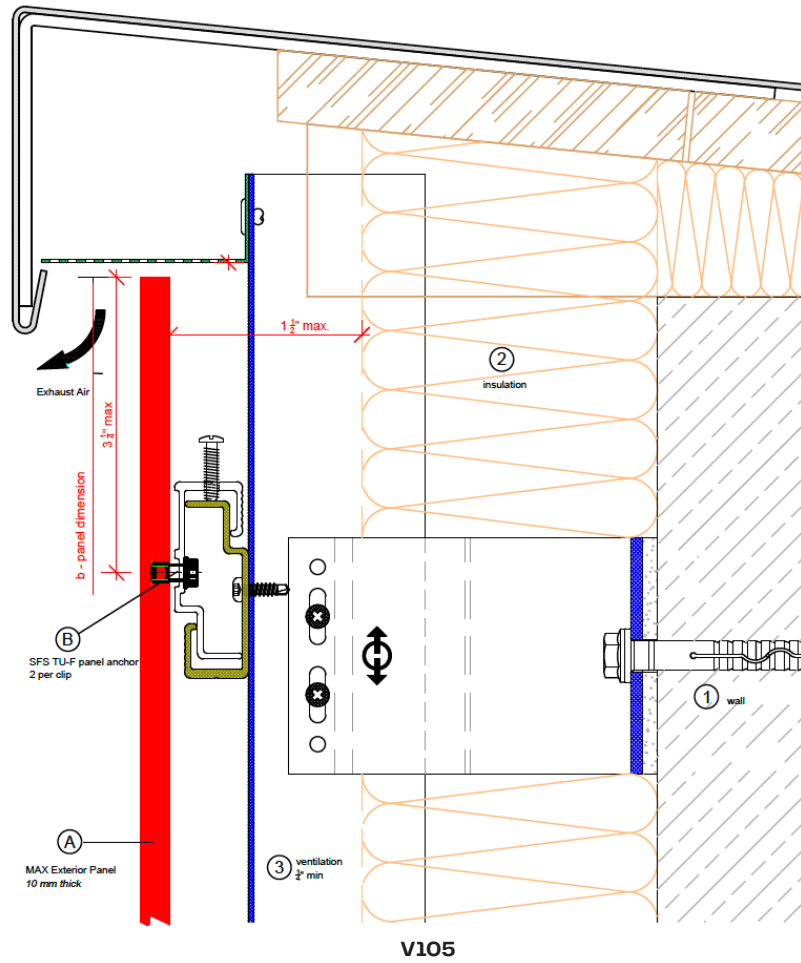 1 1/2" max.
2
insulation
Exhaust Air
3 1/4" max
b - panel dimension
B
SFS TU-F panel anchor
2 per clip
1
wall
A
MAX Exterior Panel
10 mm thick
3
ventilation
3/4" min
V105